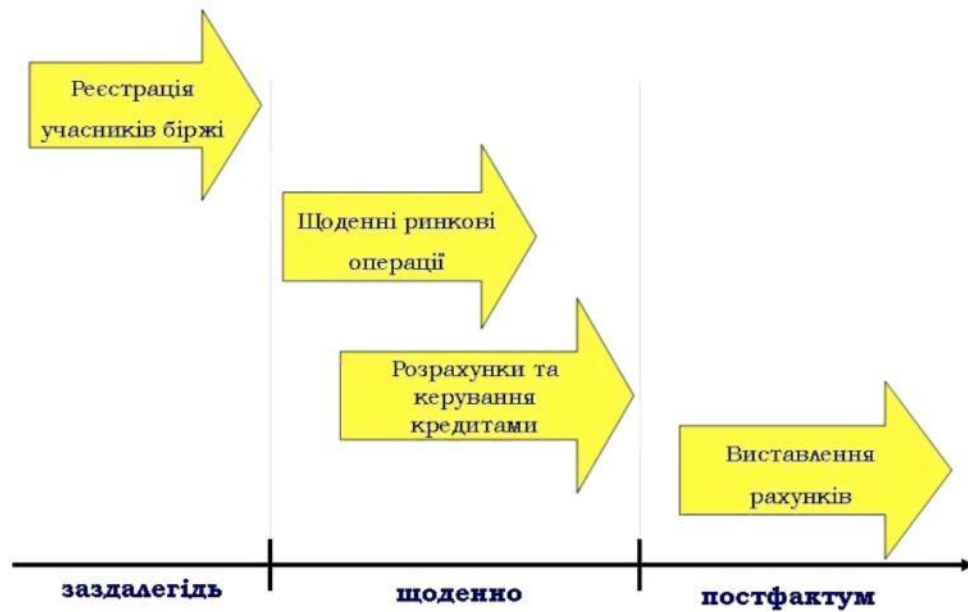 Реєстрація
учасників біржі
Щоденні ринкові
операції
Розрахунки та
керування
кредитами
Виставлення
рахунків
заздалегідь
щоденно
постфактум